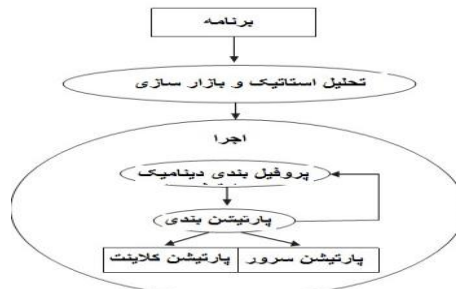 برنامه
تحلیل استاتیک و بازار سازی
اجرا
پروفیل بندی دینامیک
پارتیشن بندی
پارتیشن سرور
پارتیشن کلاینت